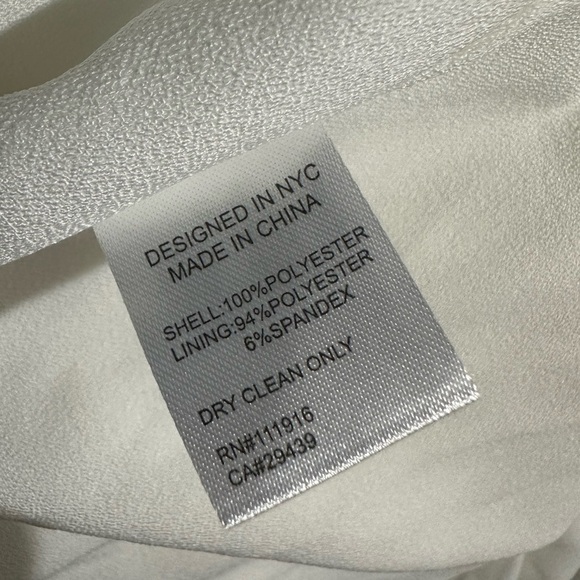 DESIGNED IN NYC
MADE IN CHINA
SHELL:100%POLYESTER
LINING:94%POLYESTER
6%SPANDEX
DRY CLEAN ONLY
RN#111916
CA#29439